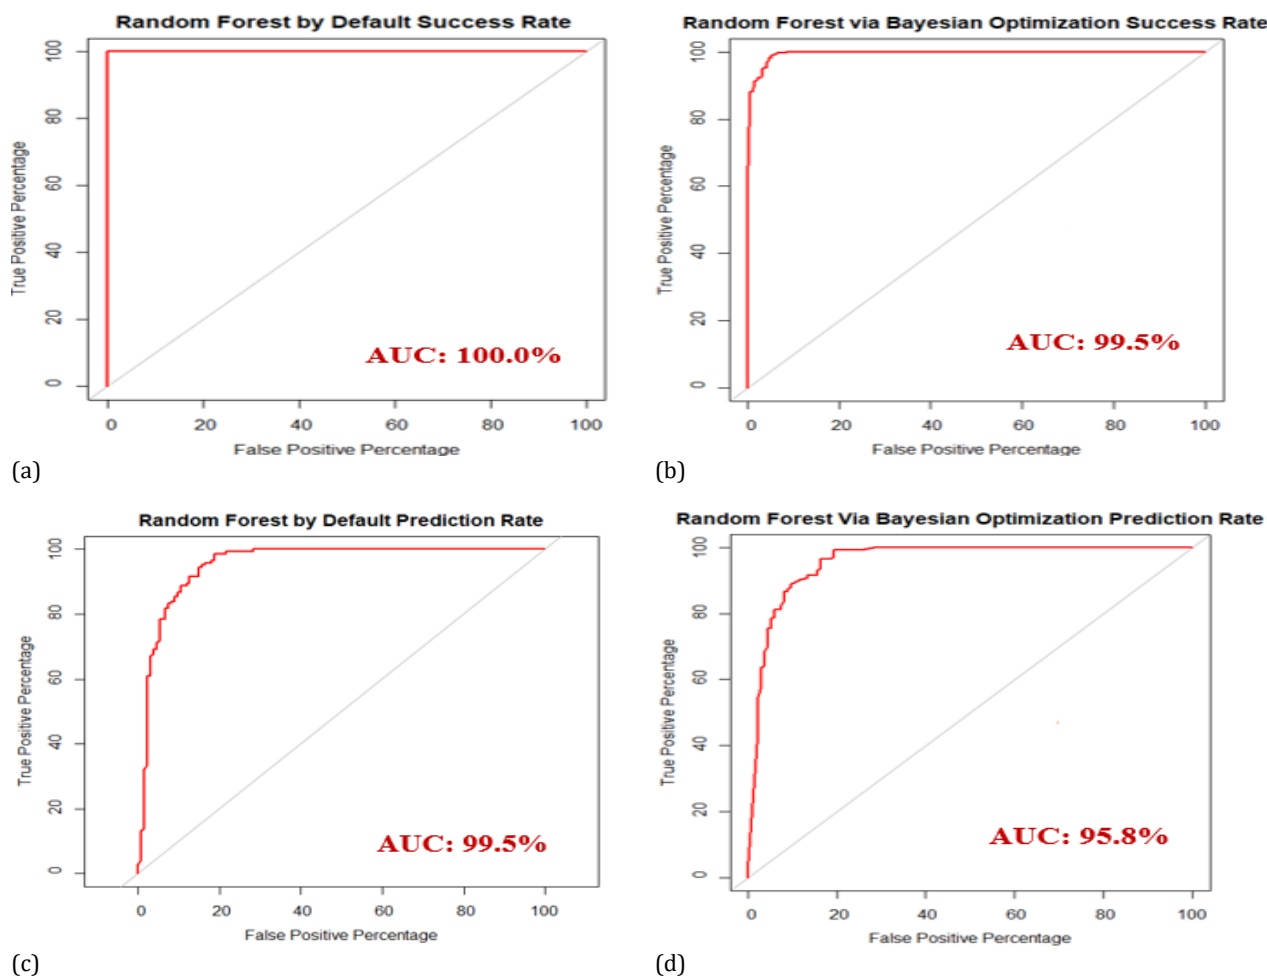 Random Forest by Default Success Rate
True Positive Percentage
100
80
60
40
20
0
AUC: 100.0%
0 20 40 60 80 100
False Positive Percentage
(a)
Random Forest via Bayesian Optimization Success Rate
True Positive Percentage
100
80
60
40
20
0
AUC: 99.5%
0 20 40 60 80 100
False Positive Percentage
(b)
Random Forest by Default Prediction Rate
True Positive Percentage
100
80
60
40
20
0
AUC: 99.5%
0 20 40 60 80 100
False Positive Percentage
(c)
Random Forest Via Bayesian Optimization Prediction Rate
True Positive Percentage
100
80
60
40
20
0
AUC: 95.8%
0 20 40 60 80 100
False Positive Percentage
(d)